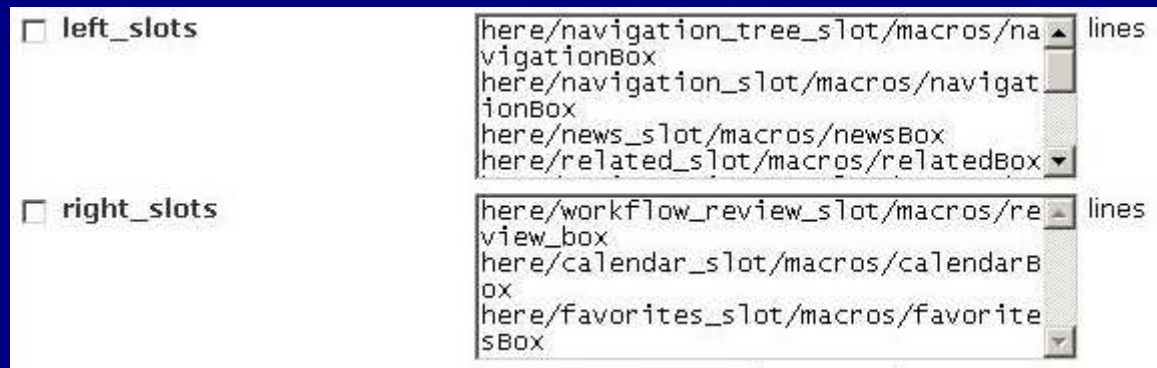 left_slots
here/navigation_tree_slot/macros/na
vigationBox
here/navigation_slot/macros/navigat
ionBox
here/news_slot/macros/newsBox
here/related_slot/macros/relatedBox
lines
right_slots
here/workflow_review_slot/macros/re
view_box
here/calendar_slot/macros/calendarB
ox
here/favorites_slot/macros/favorite
sBox
lines